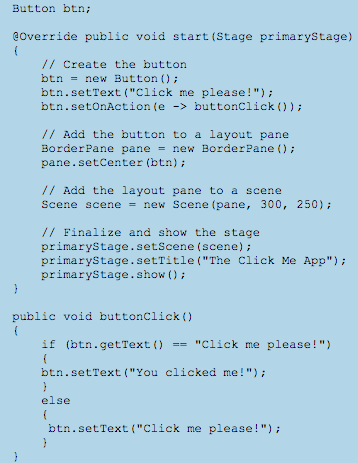 Button btn;
@Override public void start(Stage primaryStage)
{
// Create the button
btn = new Button();
btn.setText("Click me please!");
btn.setOnAction(e -> buttonClick());
// Add the button to a layout pane
BorderPane pane = new BorderPane();
pane.setCenter(btn);
// Add the layout pane to a scene
Scene scene = new Scene(pane, 300, 250);
// Finalize and show the stage
primaryStage.setScene(scene);
primaryStage.setTitle("The Click Me App");
primaryStage.show();
}
public void buttonClick()
{
if (btn.getText() == "Click me please!")
{
btn.setText("You clicked me!");
}
else
{
btn.setText("Click me please!");
}
}